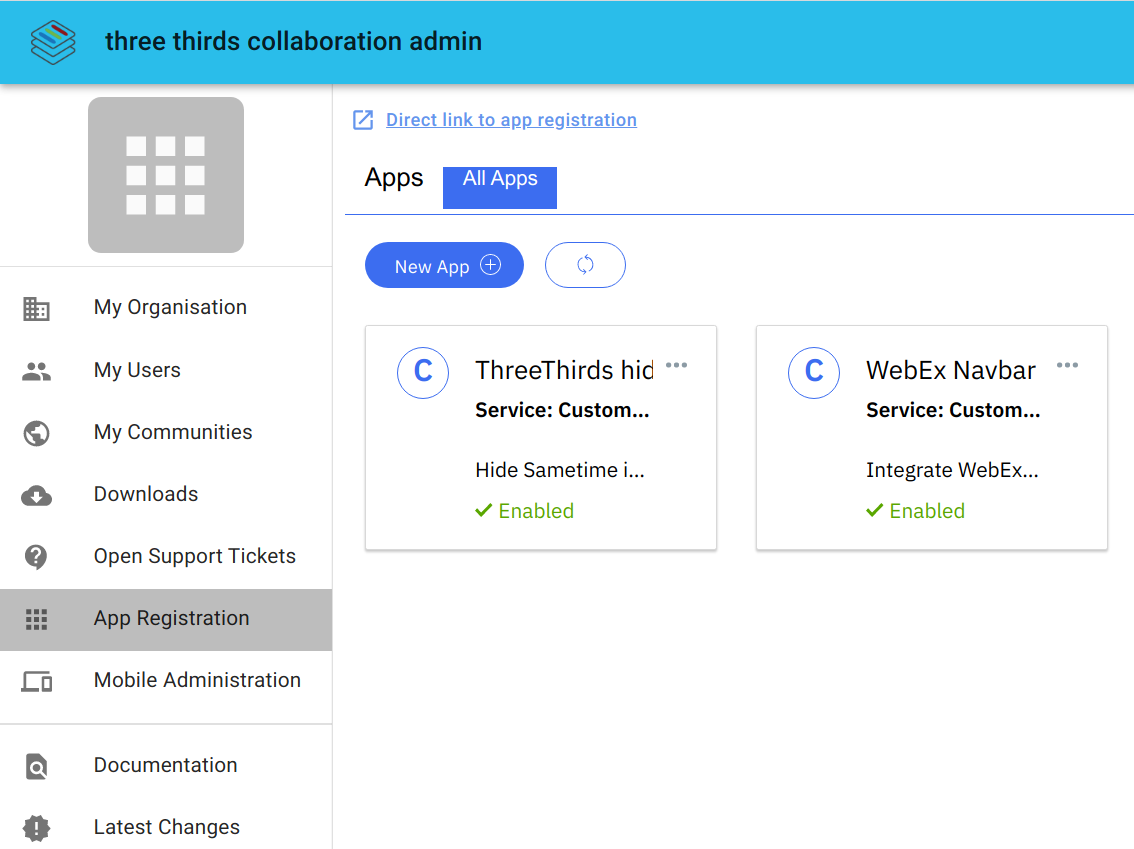 three thirds collaboration admin
My Organisation
My Users
My Communities
Downloads
Open Support Tickets
App Registration
Mobile Administration
Documentation
Latest Changes
Direct link to app registration
Apps
All Apps
New App
C
ThreeThirds hid
Service: Custom...
Hide Sametime i...
Enabled
C
WebEx Navbar
Service: Custom...
Integrate WebEx...
Enabled